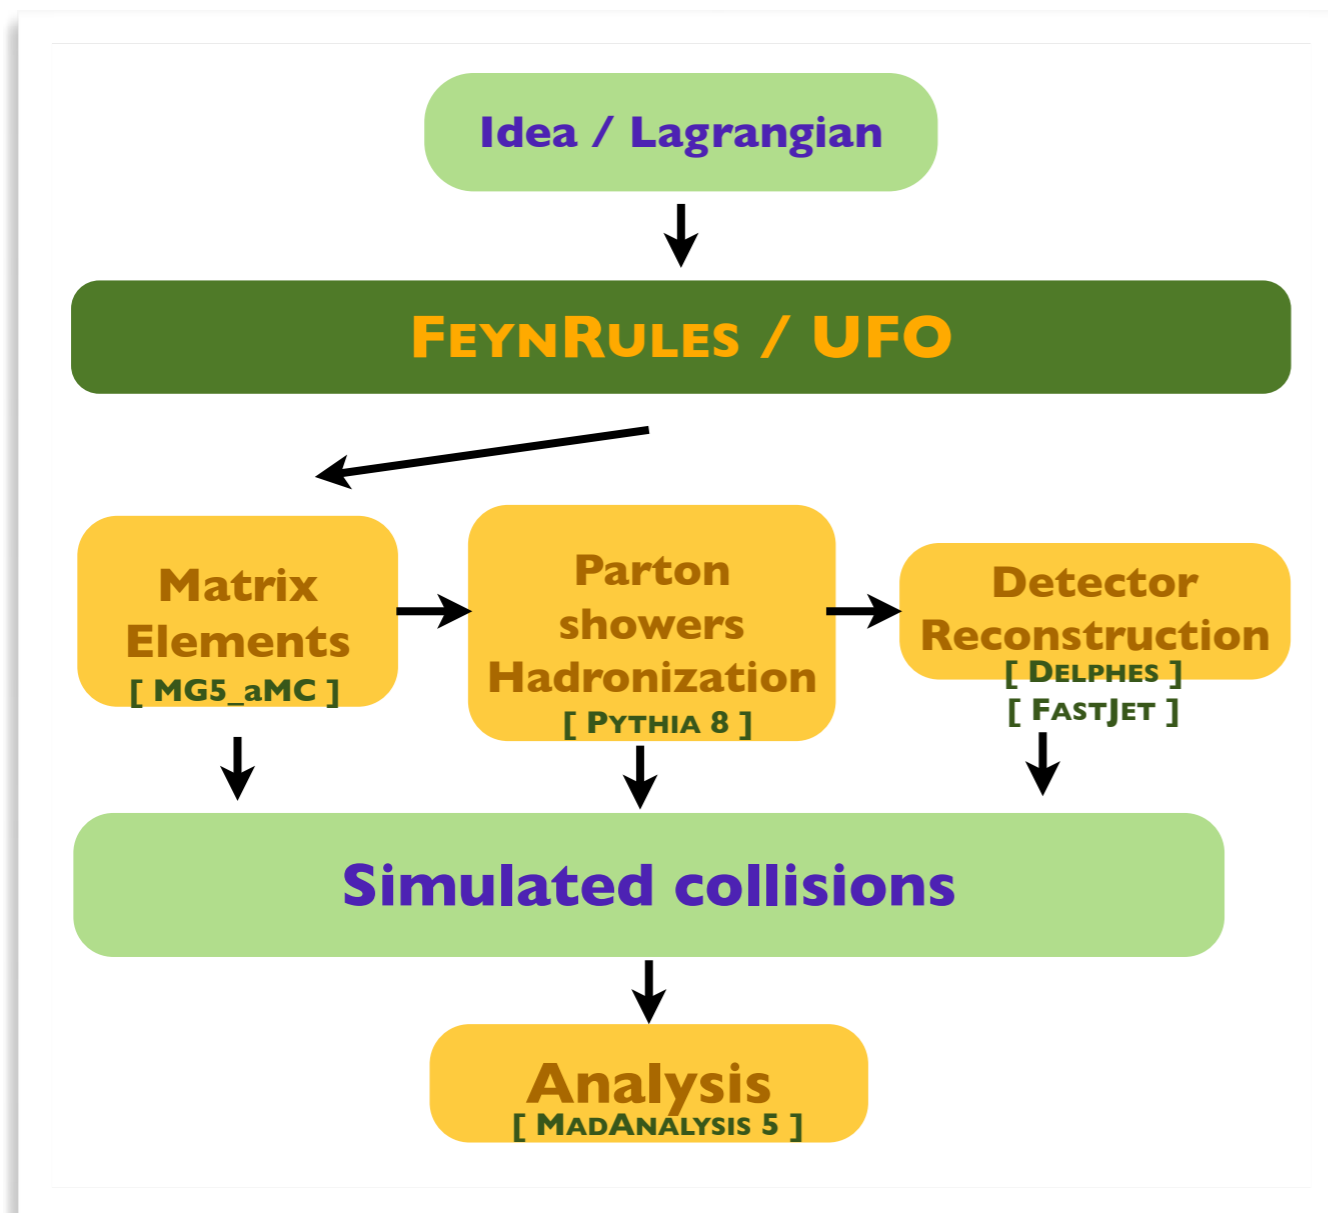 Idea / Lagrangian
FEYNRULES / UFO
Matrix
Elements
[ MG5_aMC ]
Parton
showers
Hadronization
[ PYTHIA 8 ]
Detector
Reconstruction
[ DELPHES ]
[ FASTJET ]
Simulated collisions
Analysis
[ MADANALYSIS 5 ]